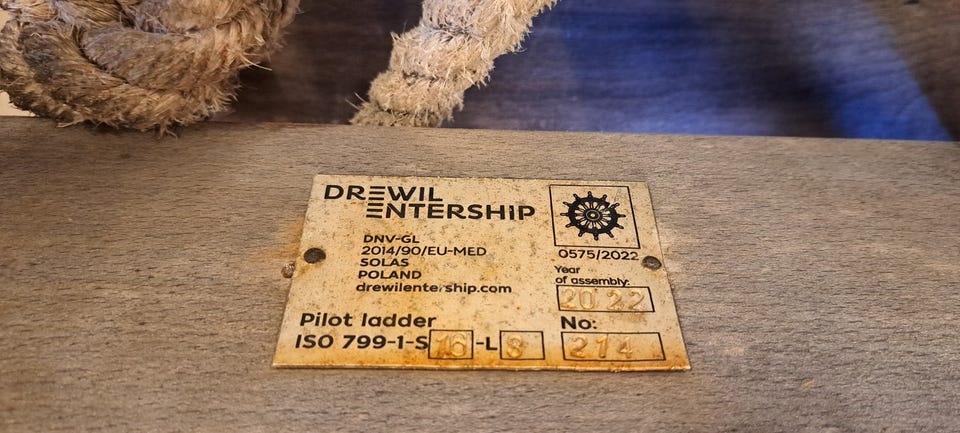 DREWIL
ENTERSHIP
DNV-GL
2014/90/EU-MED
SOLAS
POLAND
drewilentership.com
0575/2022
Year
of assembly:
2022
Pilot ladder
No:
ISO 799-1-S16-L8
214